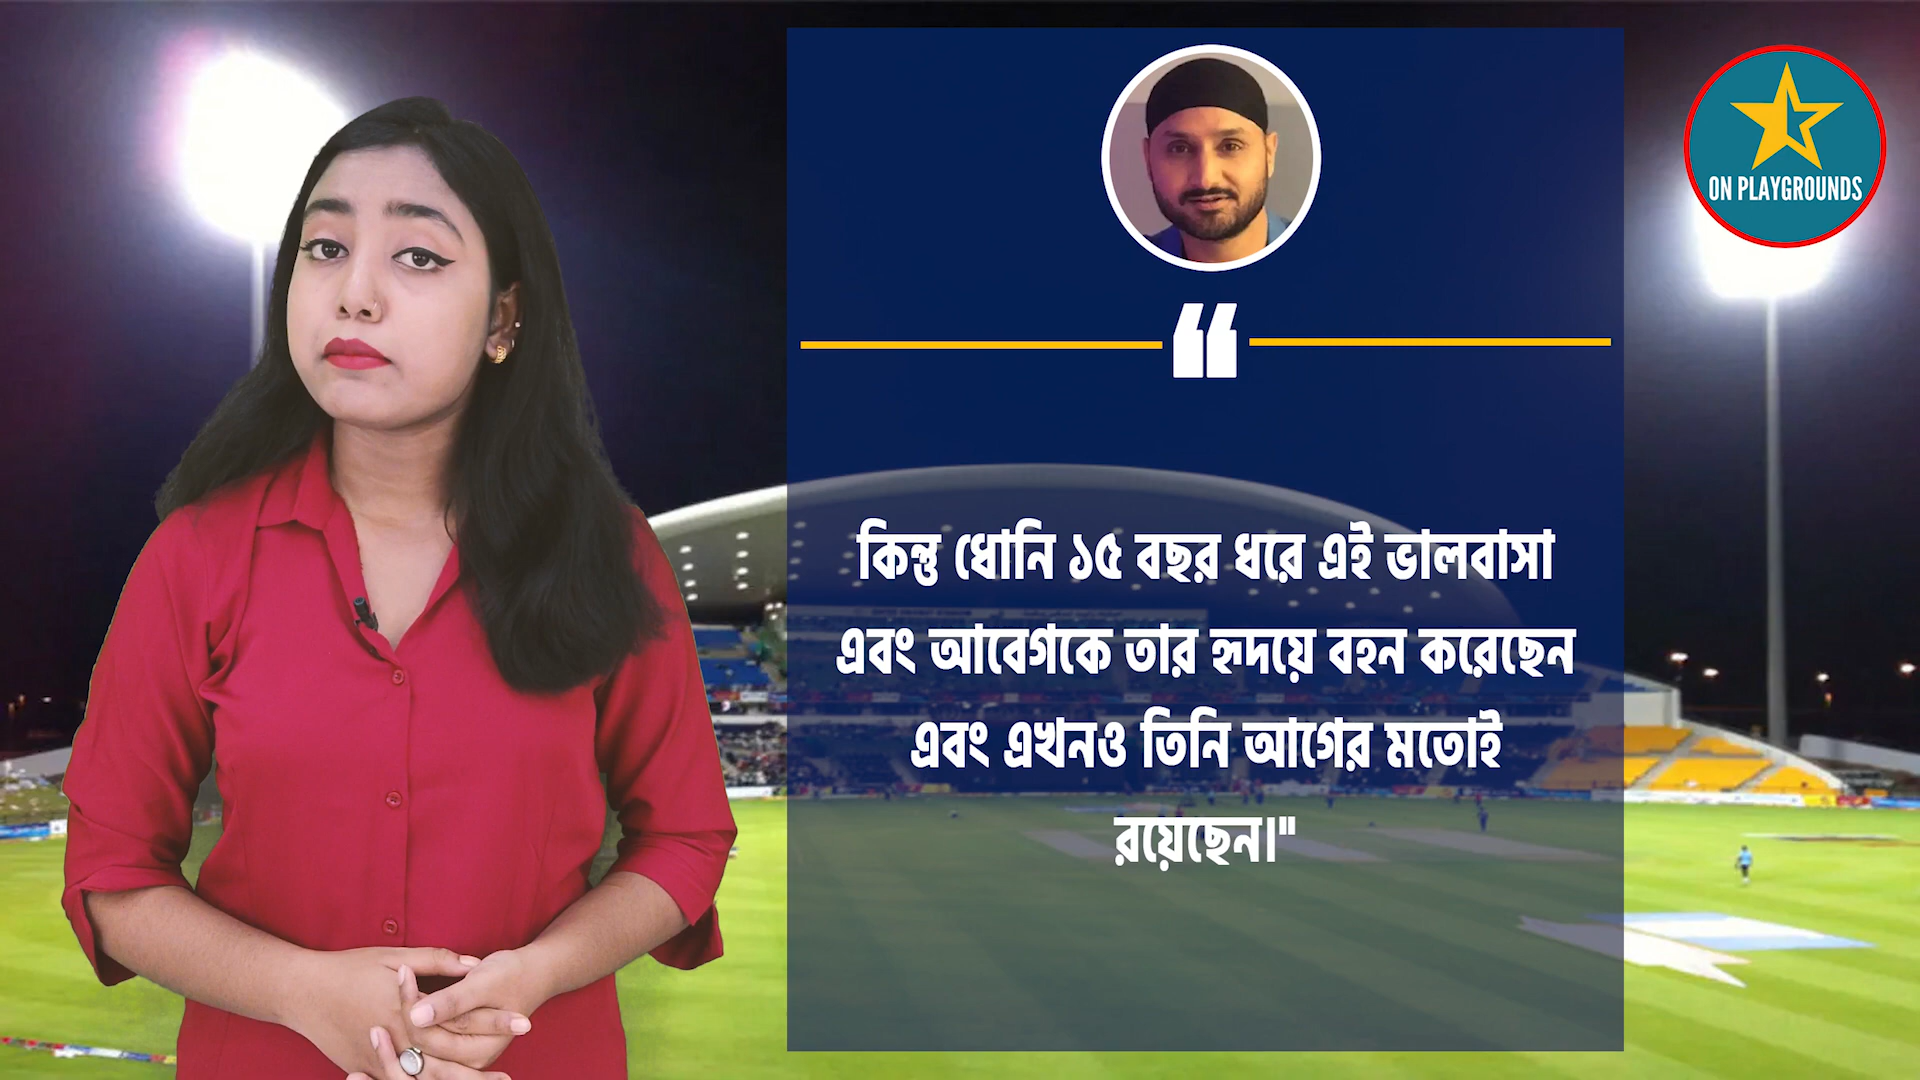 ON PLAYGROUNDS
কিন্তু ধোনি ১৫ বছর ধরে এই ভালবাসা
এবং আবেগকে তার হৃদয়ে বহন করেছেন
এবং এখনও তিনি আগের মতোই
রয়েছেন।"